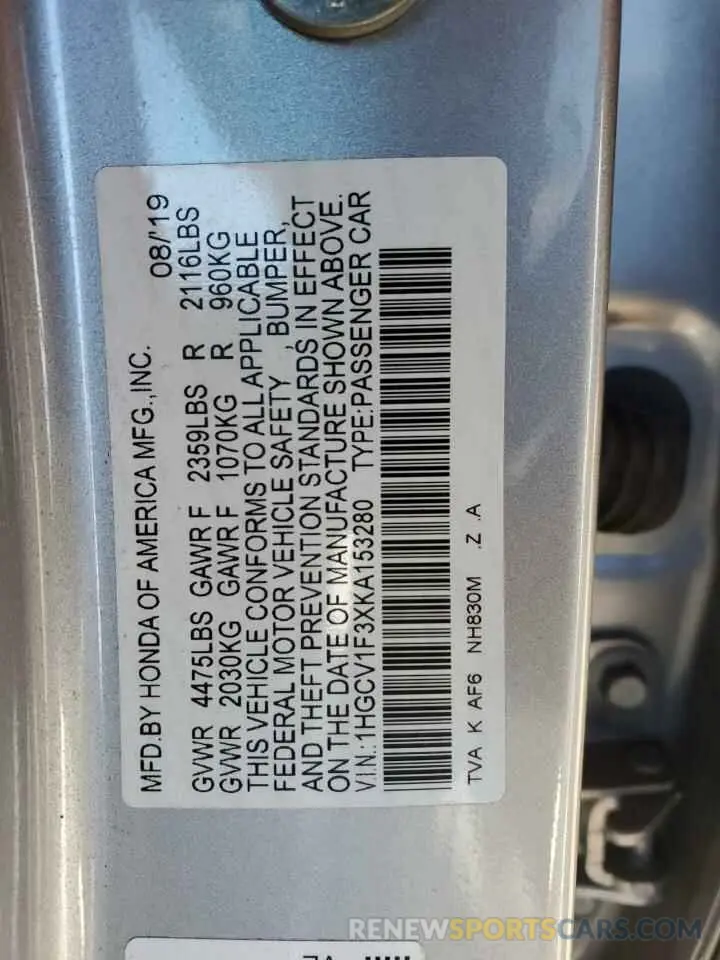 MFD.BY HONDA OF AMERICA MFG.,INC. 08/'19
GVWR 4475LBS GAWR F 2359LBS R 2116LBS
GVWR 2030KG GAWR F 1070KG R 960KG
THIS VEHICLE CONFORMS TO ALL APPLICABLE
FEDERAL MOTOR VEHICLE SAFETY , BUMPER,
AND THEFT PREVENTION STANDARDS IN EFFECT
ON THE DATE OF MANUFACTURE SHOWN ABOVE.
V.I.N.: 1HGCV1F3XKA153280 TYPE:PASSENGER CAR
TVA K AF6 NH830M .Z .A
RENEWSPORTSCARS.COM